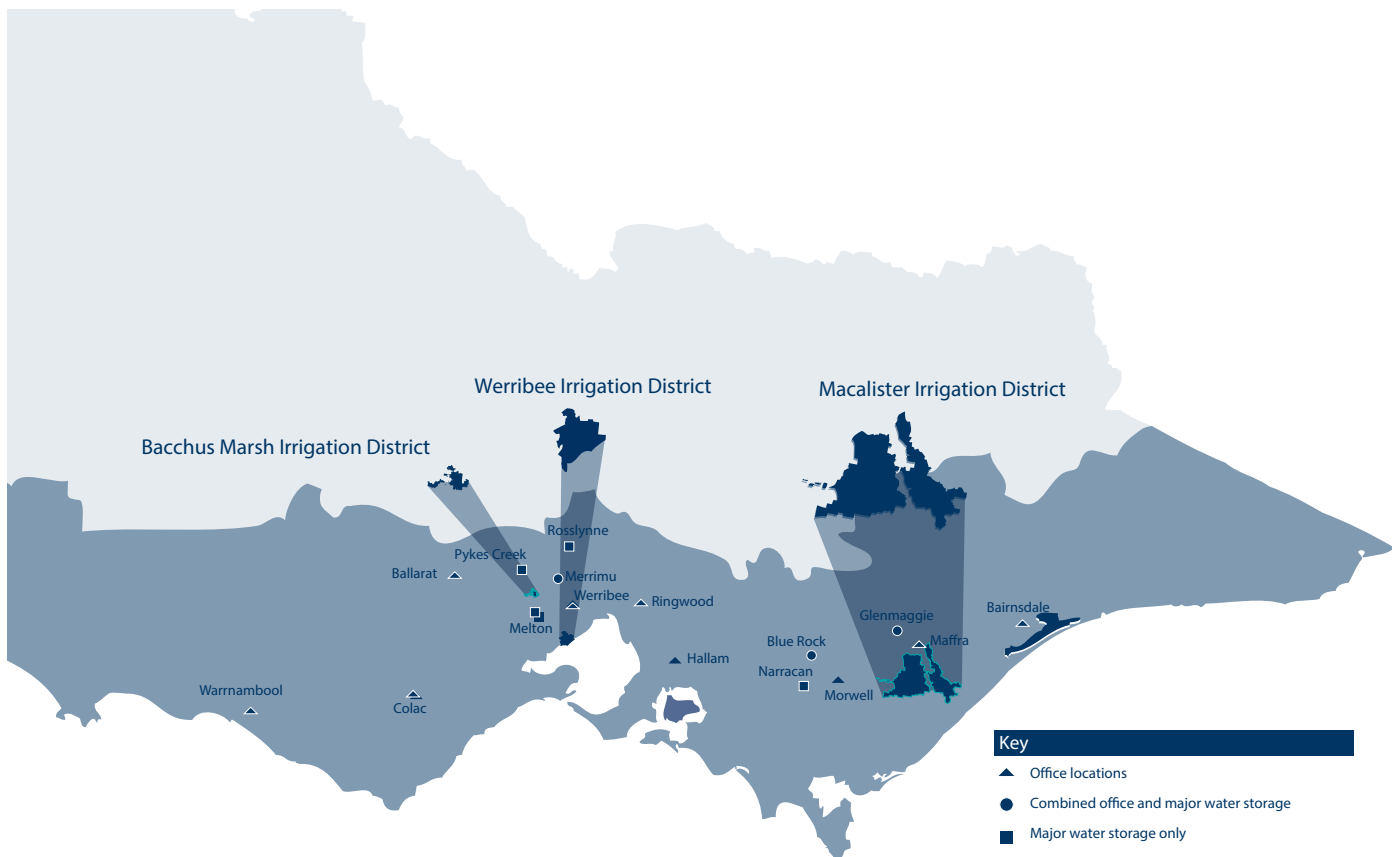 Werribee Irrigation District
Macalister Irrigation District
Bacchus Marsh Irrigation District
Rosslynne
Pykes Creek
Ballarat
Merrimu
Werribee
Ringwood
Melton
Glenmaggie
Bairnsdale
Maffra
Blue Rock
Hallam
Narracan
Morwell
Warrnambool
Colac
Key
Office locations
Combined office and major water storage
Major water storage only